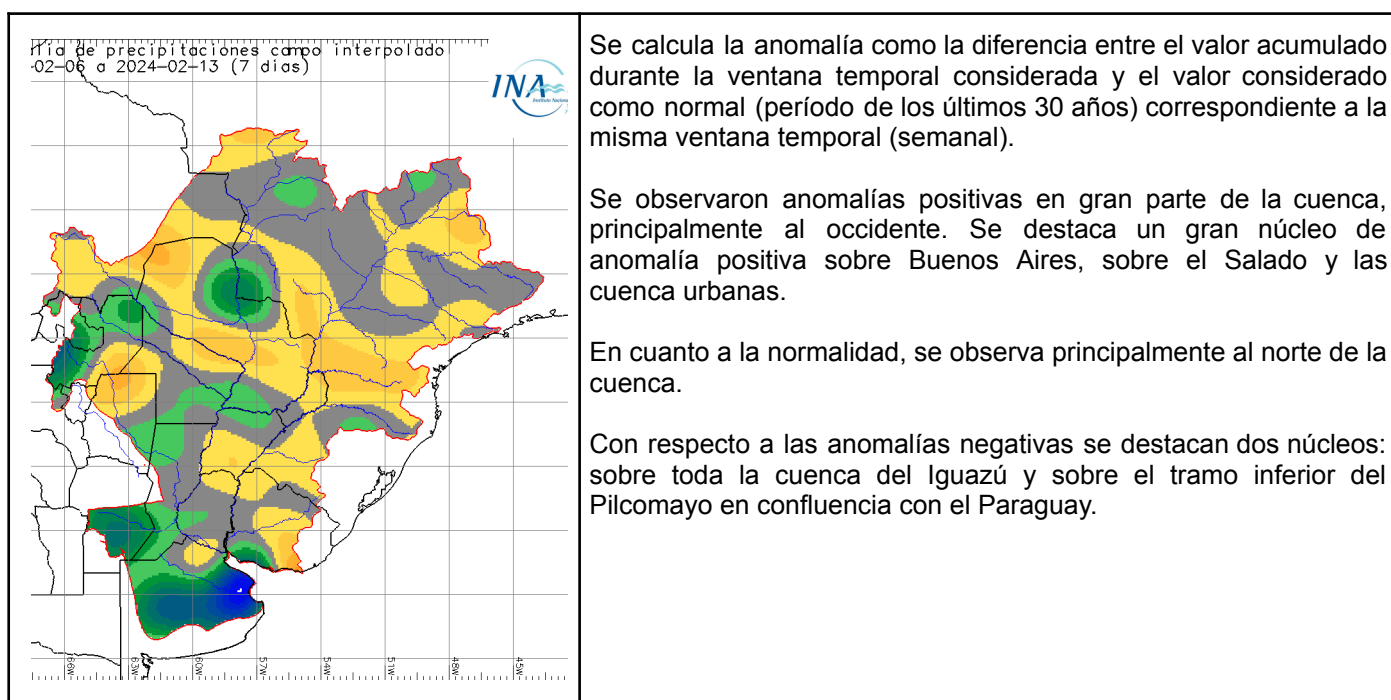 de precipitaciones campo interpolado
02-06 a 2024-02-13 (7 días)
INA
Instituto Nacion
66W 63W 60W 57W 54W 51W 48W 45W
Se calcula la anomalía como la diferencia entre el valor acumulado
durante la ventana temporal considerada y el valor considerado
como normal (período de los últimos 30 años) correspondiente a la
misma ventana temporal (semanal).
Se observaron anomalías positivas en gran parte de la cuenca,
principalmente al occidente. Se destaca un gran núcleo de
anomalía positiva sobre Buenos Aires, sobre el Salado y las
cuenca urbanas.
En cuanto a la normalidad, se observa principalmente al norte de la
cuenca.
Con respecto a las anomalías negativas se destacan dos núcleos:
sobre toda la cuenca del Iguazú y sobre el tramo inferior del
Pilcomayo en confluencia con el Paraguay.